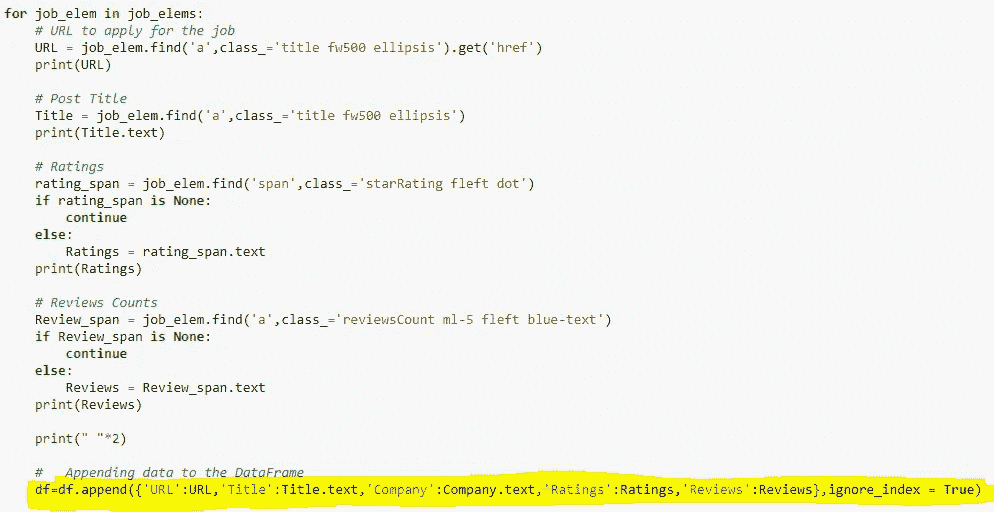 for job_elem in job_elems:
    # URL to apply for the job
    URL = job_elem.find('a',class_='title fw500 ellipsis').get('href')
    print(URL)

    # Post Title
    Title = job_elem.find('a',class_='title fw500 ellipsis')
    print(Title.text)

    # Ratings
    rating_span = job_elem.find('span',class_='starRating fleft dot')
    if rating_span is None:
        continue
    else:
        Ratings = rating_span.text
    print(Ratings)

    # Reviews Counts
    Review_span = job_elem.find('a',class_='reviewsCount ml-5 fleft blue-text')
    if Review_span is None:
        continue
    else:
        Reviews = Review_span.text
    print(Reviews)

    print(" "*2)

    #   Appending data to the DataFrame
    df=df.append({'URL':URL,'Title':Title.text,'Company':Company.text,'Ratings':Ratings,'Reviews':Reviews},ignore_index = True)